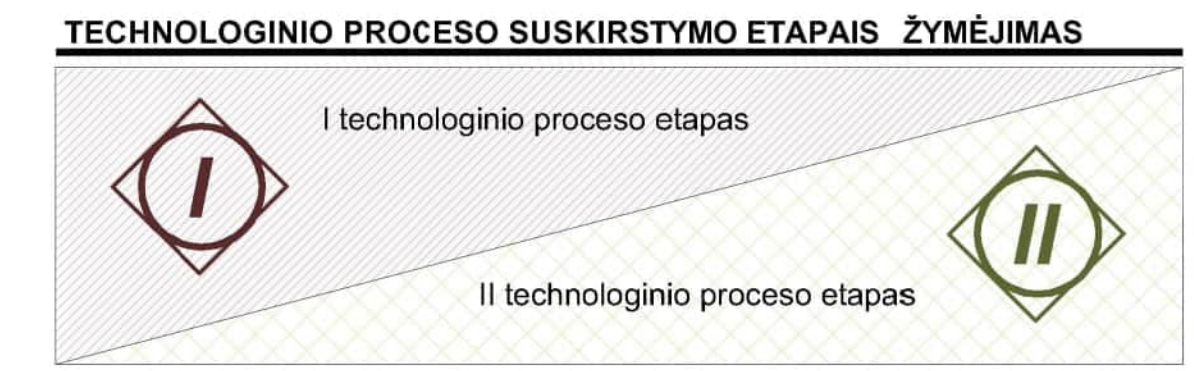 TECHNOLOGINIO PROCESO SUSKIRSTYMO ETAPAIS ŽYMĖJIMAS
I technologinio proceso etapas
I
II
II technologinio proceso etapas